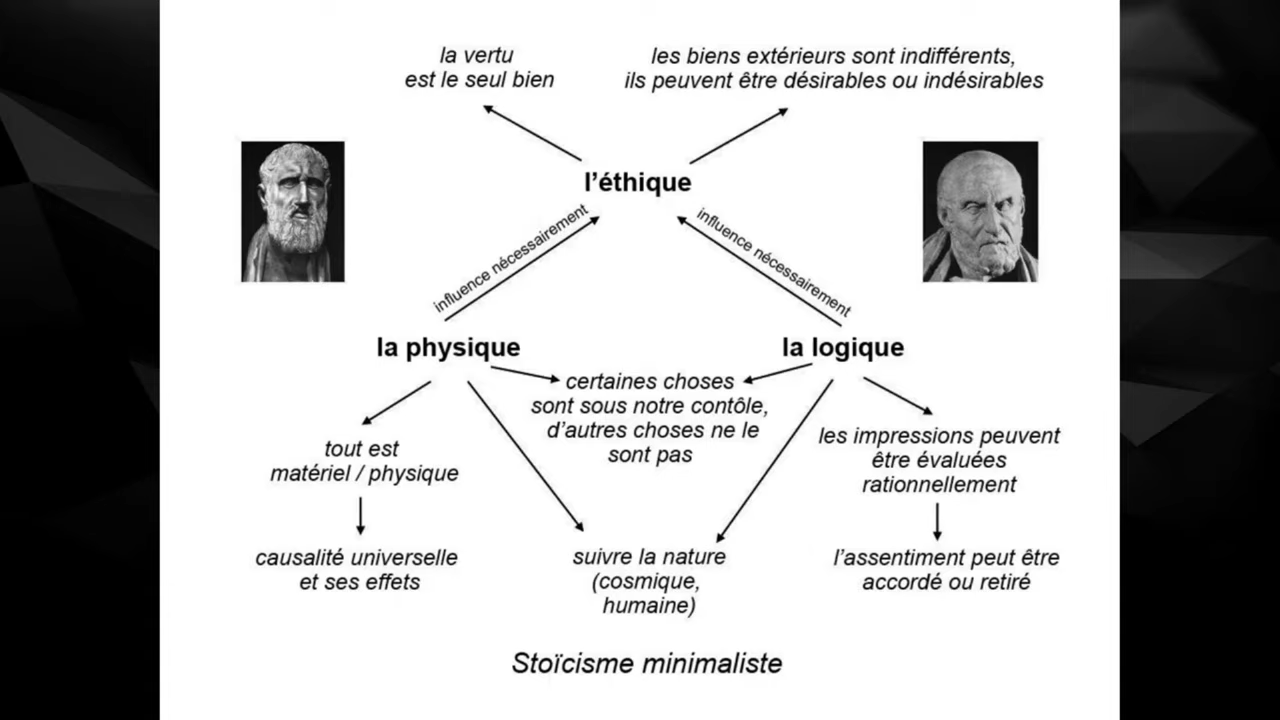 la vertu
est le seul bien
les biens extérieurs sont indifférents,
ils peuvent être désirables ou indésirables
l'éthique
influence nécessairement
influence nécessairement
la physique
la logique
certaines choses
sont sous notre contôle,
d'autres choses ne le
sont pas
tout est
matériel / physique
les impressions peuvent
être évaluées
rationnellement
causalité universelle
et ses effets
suivre la nature
(cosmique,
humaine)
l'assentiment peut être
accordé ou retiré
Stoïcisme minimaliste